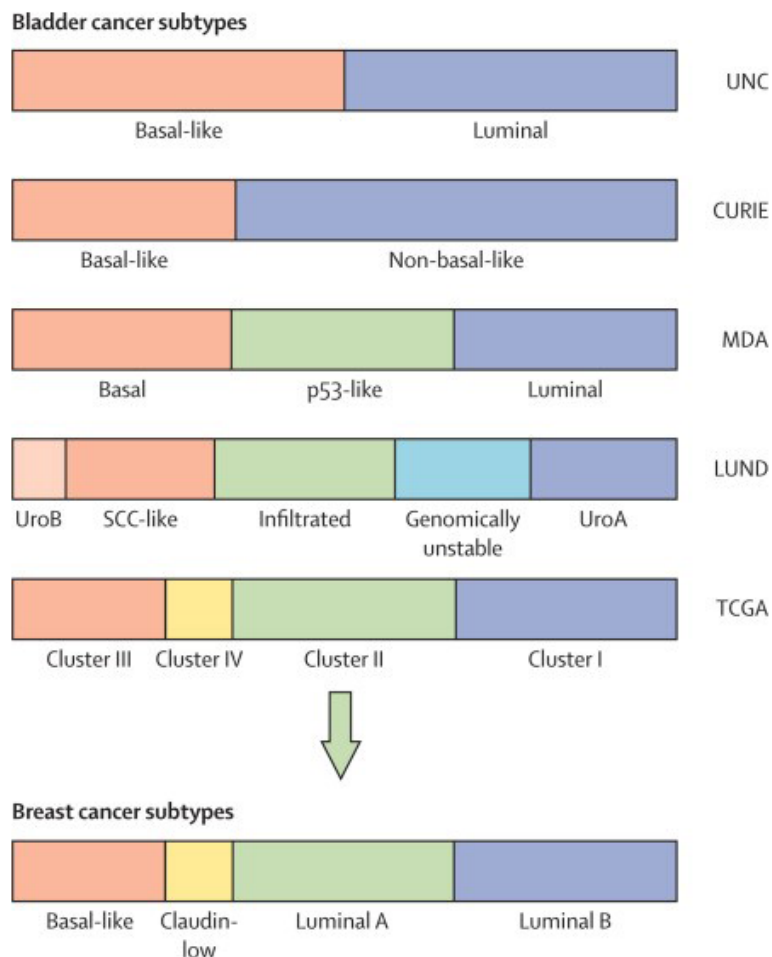 Bladder cancer subtypes
UNC
Basal-like Luminal
CURIE
Basal-like Non-basal-like
MDA
Basal p53-like Luminal
LUND
UroB SCC-like Infiltrated Genomically UroA
unstable
TCGA
Cluster III Cluster IV Cluster II Cluster I
Breast cancer subtypes
Basal-like Claudin- Luminal A Luminal B
low